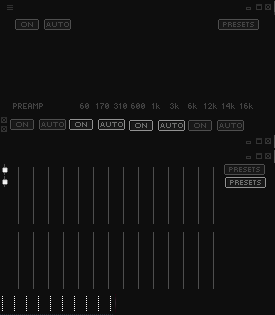 ON AUTO PRESETS
PREAMP 60 170 310 600 1k 3k 6k 12k 14k 16k
ON AUTO ON AUTO ON AUTO ON AUTO
PRESETS
PRESETS